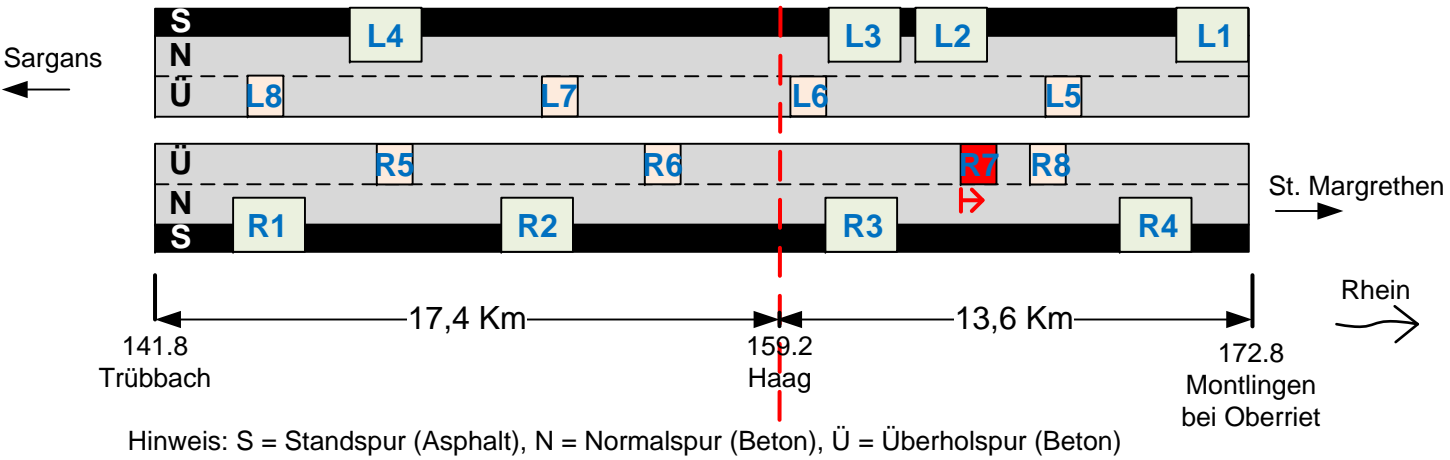 Sargans
S
N
Ü
L4
L3
L2
L1
L8
L7
L6
L5
Ü
N
S
R5
R6
R7
R8
R1
R2
R3
R4
St. Margrethen
Rhein
17,4 Km
13,6 Km
141.8
Trübbach
159.2
Haag
172.8
Montlingen
bei Oberriet
Hinweis: S = Standspur (Asphalt), N = Normalspur (Beton), Ü = Überholspur (Beton)